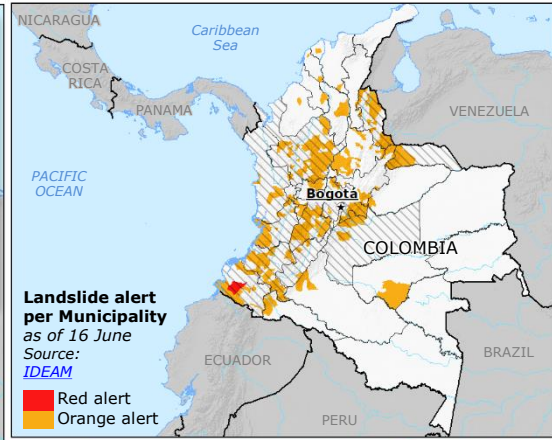 NICARAGUA
Caribbean
Sea
COSTA
RICA
PANAMA
VENEZUELA
PACIFIC
OCEAN
Bogotá
COLOMBIA
Landslide alert
per Municipality
as of 16 June
Source:
IDEAM
ECUADOR
BRAZIL
Red alert
Orange alert
PERU